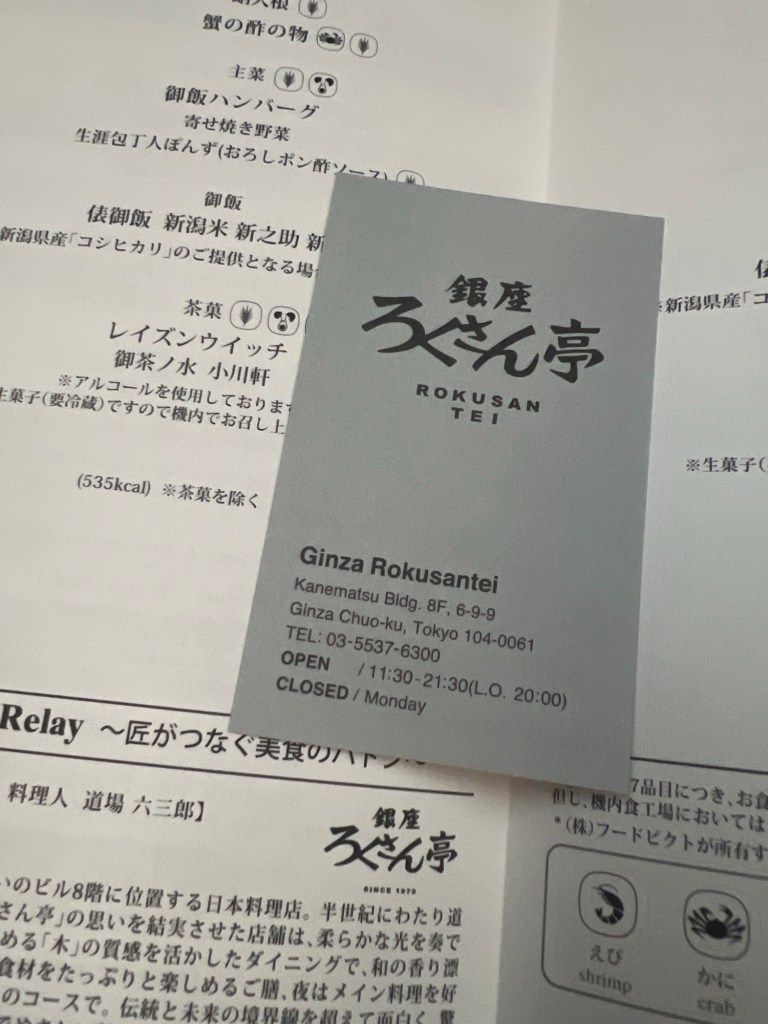 蟹の酢の物
主菜
御飯ハンバーグ
寄せ焼き野菜
生涯包丁人ぽんず(おろしポン酢ソース)
御飯
俵御飯 新潟米 新之助 新
新潟県産「コシヒカリ」のご提供となる場
茶菓
レイズンウイッチ
御茶ノ水 小川軒
※アルコールを使用しております
生菓子(要冷蔵)ですので機内でお召し上
(535kcal) ※茶菓を除く
銀座
ろくさん亭
ROKUSAN
TEI
Ginza Rokusantei
Kanematsu Bldg. 8F, 6-9-9
Ginza Chuo-ku, Tokyo 104-0061
TEL: 03-5537-6300
OPEN / 11:30-21:30(L.O. 20:00)
CLOSED / Monday
※新潟県産「コ
※生菓子(
Relay ～匠がつなぐ美食のバトン～
料理人 道場 六三郎】
銀座
ろくさん亭
SINCE 1970
いのビル8階に位置する日本料理店。半世紀にわたり道
さん亭」の思いを結実させた店舗は、柔らかな光を奏で
める「木」の質感を活かしたダイニングで、和の香り漂
食材をたっぷりと楽しめるご膳、夜はメイン料理を好
のコースで。伝統と未来の境界線を超えて面白く、驚
7品目につき、お食
但し、機内食工場においては
*(株)フードピクトが所有す
えび
shrimp
かに
crab